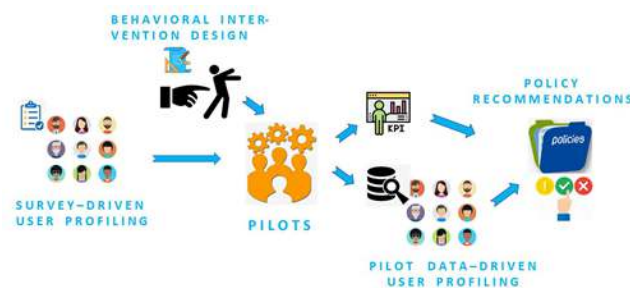 BEHAVIORAL INTER-
VENTION DESIGN
POLICY
RECOMMENDATIONS
KPI
policies
SURVEY-DRIVEN
USER PROFILING
PILOTS
PILOT DATA-DRIVEN
USER PROFILING